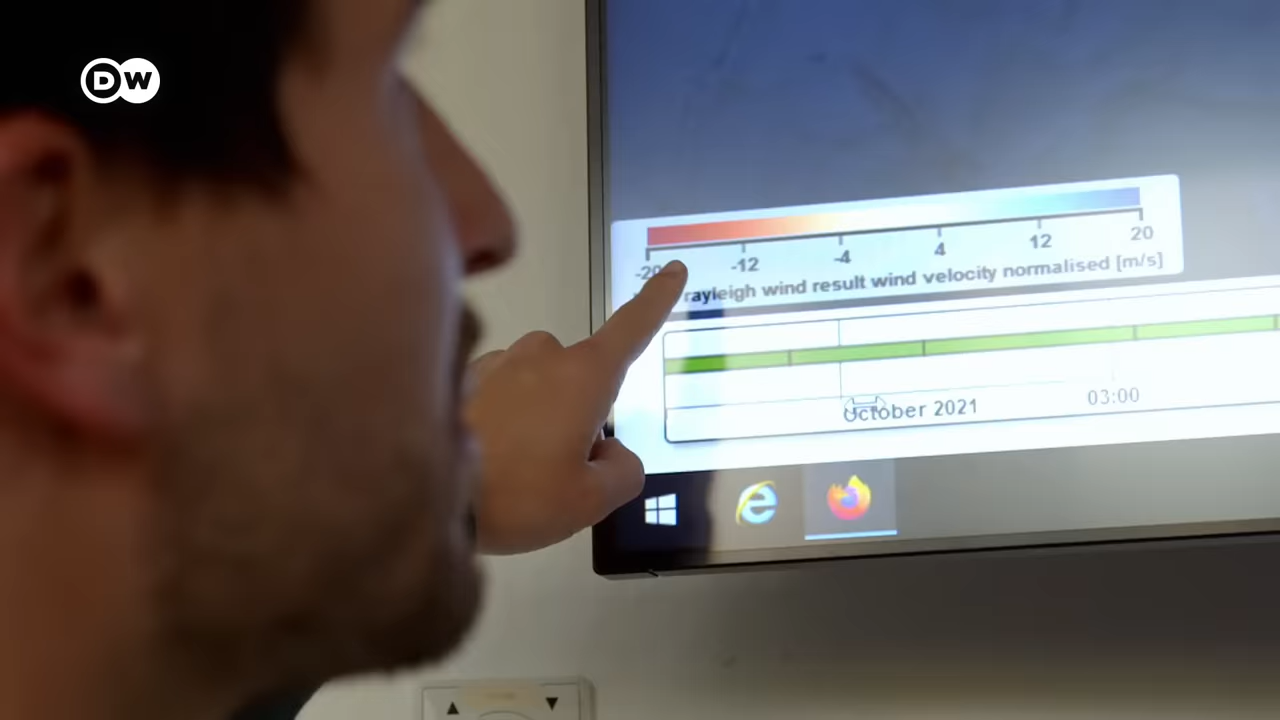 DW
-20 -12 -4 4 12 20
rayleigh wind result wind velocity normalised [m/s]
October 2021 03:00